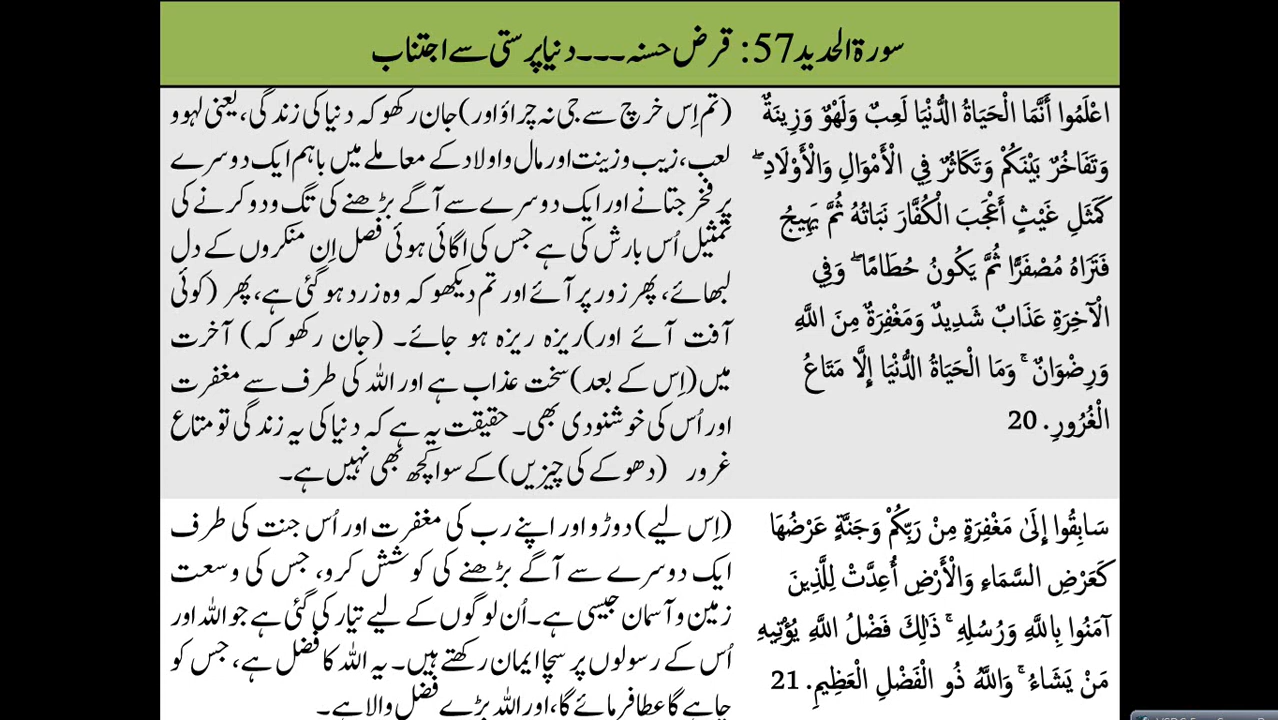 سورۃ الحدید 57: قرض حسنہ۔۔۔دنیا پرستی سے اجتناب
اعْلَمُوا أَنَّمَا الْحَيَاةُ الدُّنْيَا لَعِبٌ وَلَهْوٌ وَزِينَةٌ
وَتَفَاخُرٌ بَيْنَكُمْ وَتَكَاثُرٌ فِي الْأَمْوَالِ وَالْأَوْلَادِ ۖ
كَمَثَلِ غَيْثٍ أَعْجَبَ الْكُفَّارَ نَبَاتُهُ ثُمَّ يَهِيجُ
فَتَرَاهُ مُصْفَرًّا ثُمَّ يَكُونُ حُطَامًا ۖ وَفِي
الْآخِرَةِ عَذَابٌ شَدِيدٌ وَمَغْفِرَةٌ مِنَ اللَّهِ
وَرِضْوَانٌ ۚ وَمَا الْحَيَاةُ الدُّنْيَا إِلَّا مَتَاعُ
الْغُرُورِ. 20
(تم اِس خرچ سے جی نہ چراؤ اور) جان رکھو کہ دنیا کی زندگی، یعنی لہو و
لعب، زیب و زینت اور مال و اولاد کے معاملے میں باہم ایک دوسرے
پر فخر جتانے اور ایک دوسرے سے آگے بڑھنے کی تگ و دو کرنے کی
تمثیل اُس بارش کی ہے جس کی اگائی ہوئی فصل اِن منکروں کے دل
لبھائے، پھر زور پر آئے اور تم دیکھو کہ وہ زرد ہو گئی ہے، پھر (کوئی
آفت آئے اور) ریزہ ریزہ ہو جائے۔ (جان رکھو کہ) آخرت
میں (اِس کے بعد) سخت عذاب ہے اور اللہ کی طرف سے مغفرت
اور اُس کی خوشنودی بھی۔ حقیقت یہ ہے کہ دنیا کی یہ زندگی تو متاع
غرور (دھوکے کی چیزیں) کے سوا کچھ بھی نہیں ہے۔
سَابِقُوا إِلَىٰ مَغْفِرَةٍ مِنْ رَبِّكُمْ وَجَنَّةٍ عَرْضُهَا
كَعَرْضِ السَّمَاءِ وَالْأَرْضِ أُعِدَّتْ لِلَّذِينَ
آمَنُوا بِاللَّهِ وَرُسُلِهِ ۚ ذَٰلِكَ فَضْلُ اللَّهِ يُؤْتِيهِ
مَنْ يَشَاءُ ۚ وَاللَّهُ ذُو الْفَضْلِ الْعَظِيمِ. 21
(اِس لیے) دوڑو اور اپنے رب کی مغفرت اور اُس جنت کی طرف
ایک دوسرے سے آگے بڑھنے کی کوشش کرو، جس کی وسعت
زمین و آسمان جیسی ہے۔ اُن لوگوں کے لیے تیار کی گئی ہے جو اللہ اور
اُس کے رسولوں پر سچا ایمان رکھتے ہیں۔ یہ اللہ کا فضل ہے، جس کو
چاہے گا عطا فرمائے گا، اور اللہ بڑے فضل والا ہے۔